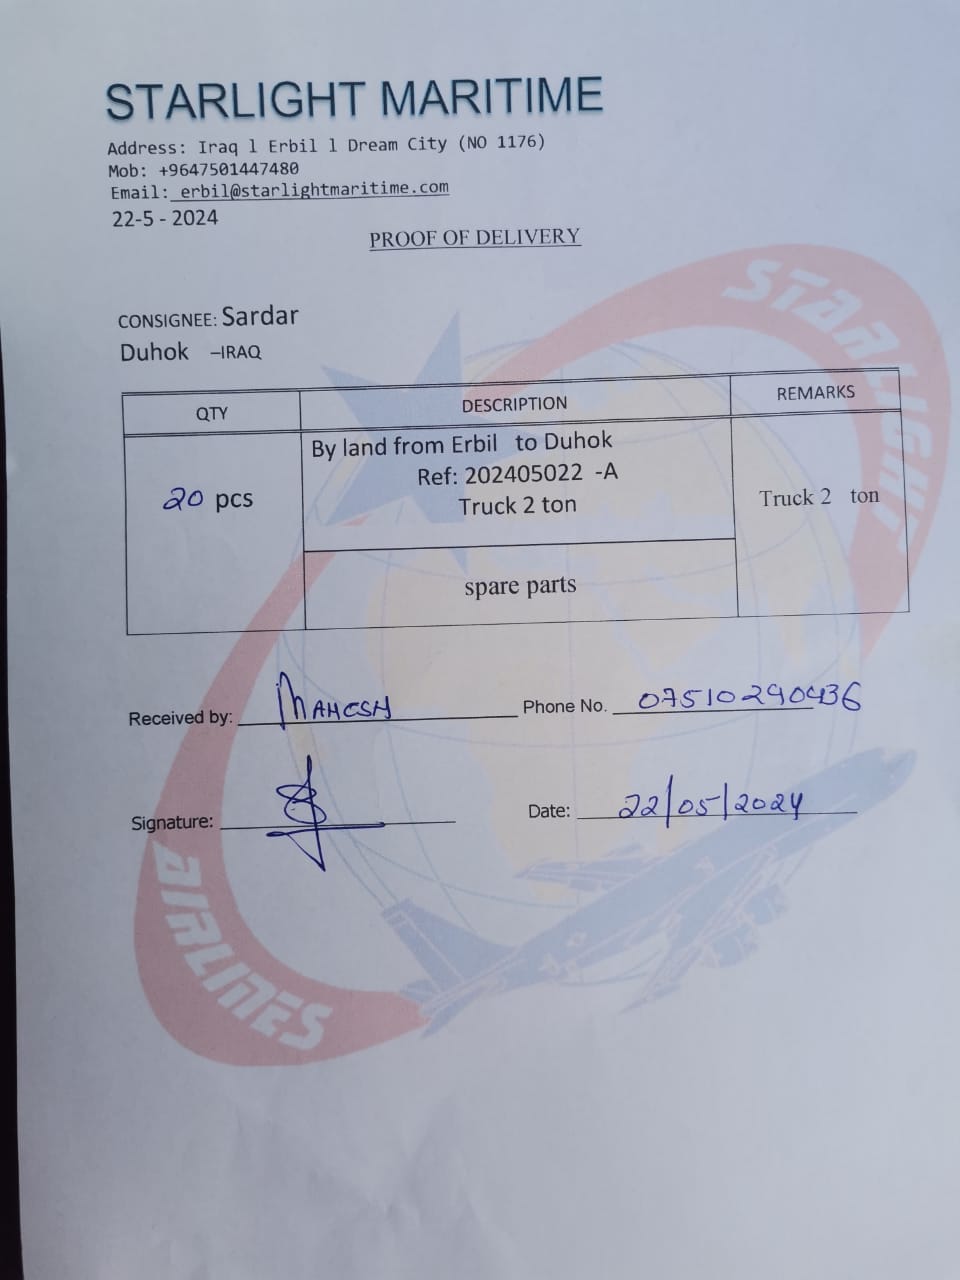 STARLIGHT MARITIME
Address: Iraq l Erbil l Dream City (NO 1176)
Mob: +9647501447480
Email: erbil@starlightmaritime.com
22-5 - 2024
PROOF OF DELIVERY
CONSIGNEE: Sardar
Duhok –IRAQ
QTY DESCRIPTION REMARKS
By land from Erbil to Duhok
Ref: 202405022 -A
20 pcs Truck 2 ton Truck 2 ton
spare parts
Received by: MAHESH Phone No. 07510290436
Signature: Date: 22/05/2024
STARLIGHT
AIRLINES